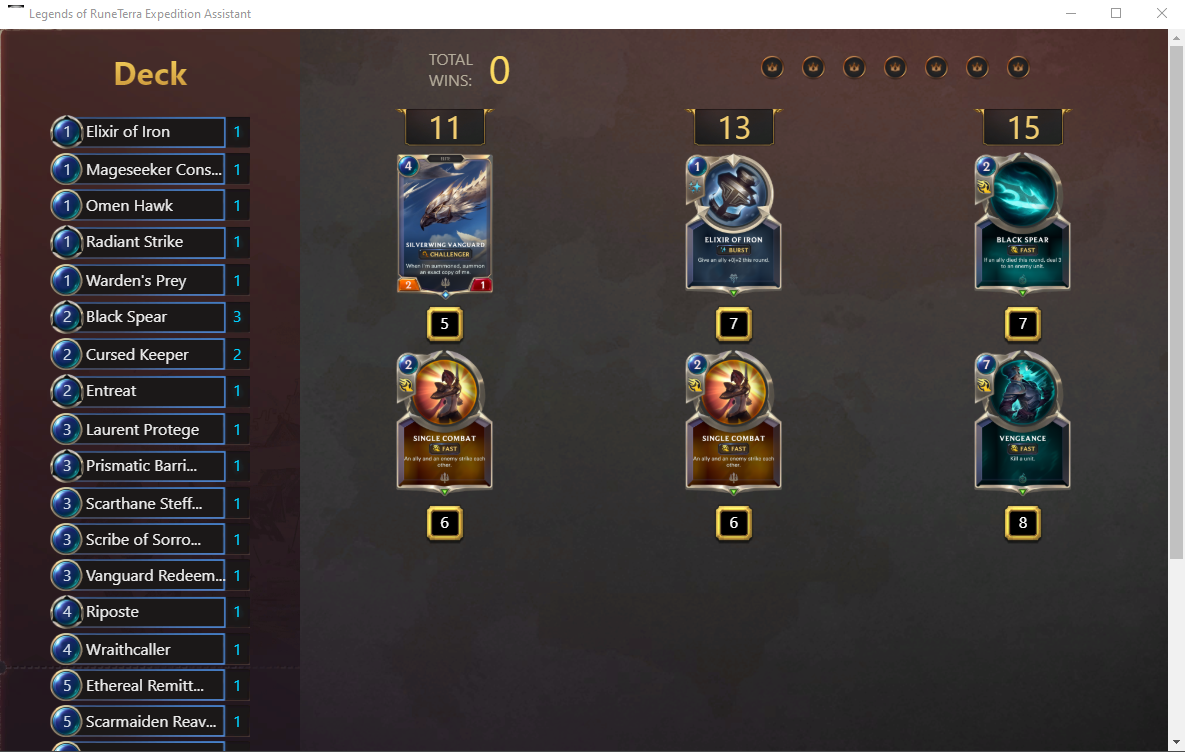 Legends of RuneTerra Expedition Assistant
Deck
1 Elixir of Iron 1
1 Mageseeker Cons... 1
1 Omen Hawk 1
1 Radiant Strike 1
1 Warden's Prey 1
2 Black Spear 3
2 Cursed Keeper 2
2 Entreat 1
3 Laurent Protege 1
3 Prismatic Barri... 1
3 Scarthane Steff... 1
3 Scribe of Sorro... 1
3 Vanguard Redeem... 1
4 Riposte 1
4 Wraithcaller 1
5 Ethereal Remitt... 1
5 Scarmaiden Reav... 1
TOTAL
WINS: 0
11
4
ELITE
SILVERWING VANGUARD
CHALLENGER
When I'm summoned, summon
an exact copy of me.
2 1
5
2
SINGLE COMBAT
FAST
An ally and an enemy strike each
other.
6
13
1
ELIXIR OF IRON
BURST
Give an ally +0|+2 this round.
7
2
SINGLE COMBAT
FAST
An ally and an enemy strike each
other.
6
15
2
BLACK SPEAR
FAST
If an ally died this round, deal 3
to an enemy unit.
7
7
VENGEANCE
FAST
Kill a unit.
8